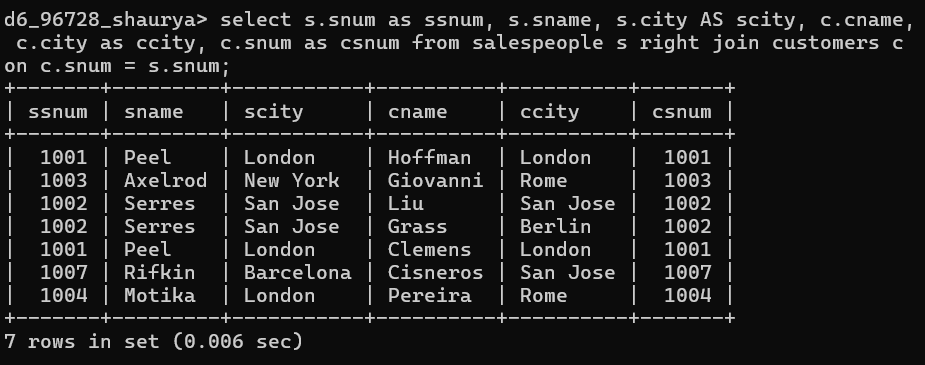 d6_96728_shaurya> select s.snum as ssnum, s.sname, s.city AS scity, c.cname,
 c.city as ccity, c.snum as csnum from salespeople s right join customers c
on c.snum = s.snum;
+-------+---------+-----------+----------+----------+-------+
| ssnum | sname   | scity     | cname    | ccity    | csnum |
+-------+---------+-----------+----------+----------+-------+
|  1001 | Peel    | London    | Hoffman  | London   |  1001 |
|  1003 | Axelrod | New York  | Giovanni | Rome     |  1003 |
|  1002 | Serres  | San Jose  | Liu      | San Jose |  1002 |
|  1002 | Serres  | San Jose  | Grass    | Berlin   |  1002 |
|  1001 | Peel    | London    | Clemens  | London   |  1001 |
|  1007 | Rifkin  | Barcelona | Cisneros | San Jose |  1007 |
|  1004 | Motika  | London    | Pereira  | Rome     |  1004 |
+-------+---------+-----------+----------+----------+-------+
7 rows in set (0.006 sec)